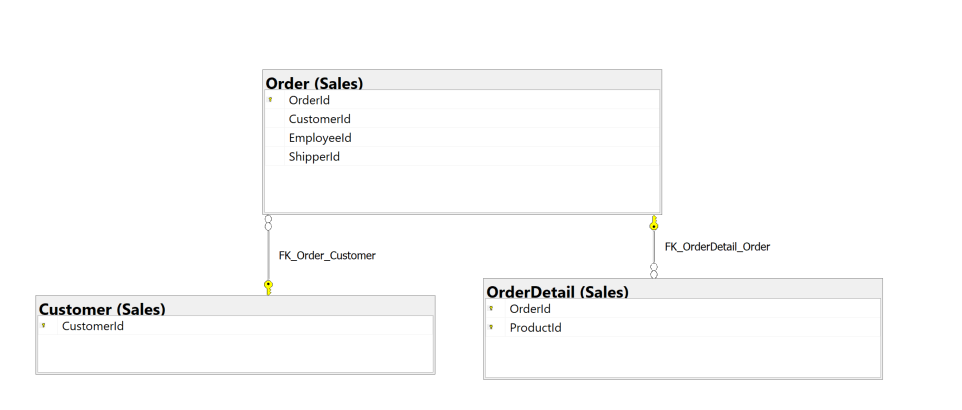 Order (Sales)
OrderId
CustomerId
EmployeeId
ShipperId
FK_Order_Customer
FK_OrderDetail_Order
Customer (Sales)
CustomerId
OrderDetail (Sales)
OrderId
ProductId